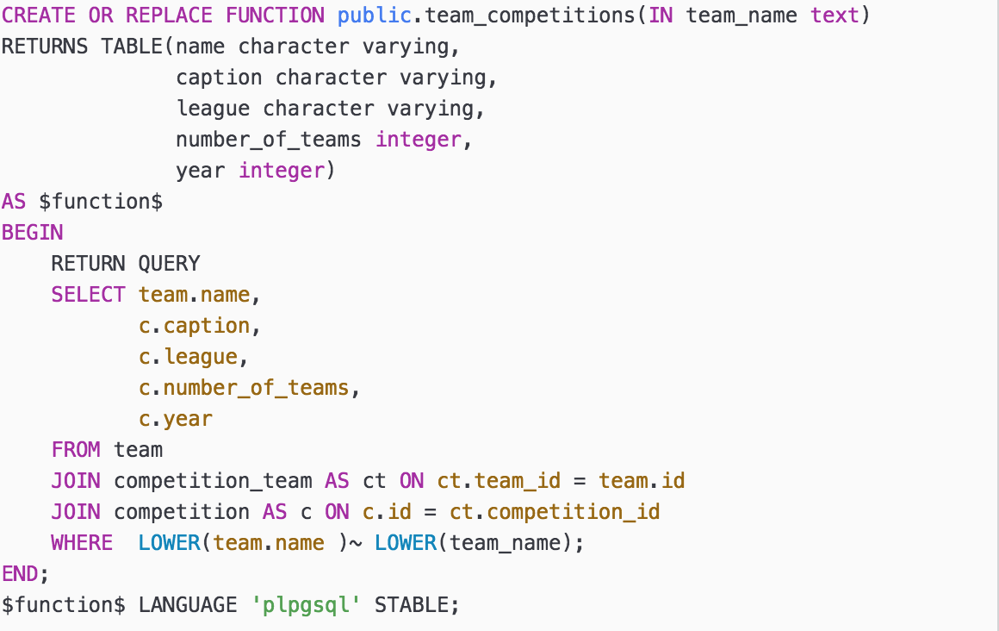 CREATE OR REPLACE FUNCTION public.team_competitions(IN team_name text)
RETURNS TABLE(name character varying,
              caption character varying,
              league character varying,
              number_of_teams integer,
              year integer)
AS $function$
BEGIN
    RETURN QUERY
    SELECT team.name,
           c.caption,
           c.league,
           c.number_of_teams,
           c.year
    FROM team
    JOIN competition_team AS ct ON ct.team_id = team.id
    JOIN competition AS c ON c.id = ct.competition_id
    WHERE  LOWER(team.name )~ LOWER(team_name);
END;
$function$ LANGUAGE 'plpgsql' STABLE;